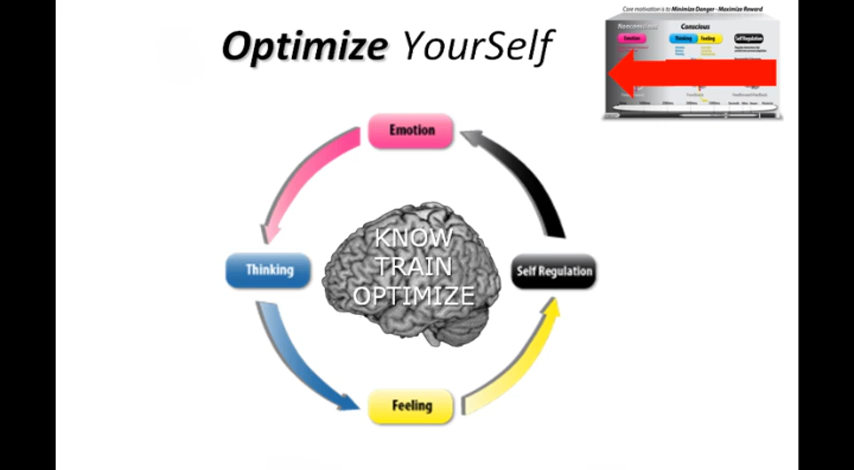 Optimize YourSelf
Core motivation is to Minimize Danger - Maximize Reward
Nonconscious Conscious
Emotion Thinking Feeling Self Regulation
Emotion
KNOW
TRAIN
OPTIMIZE
Thinking
Self Regulation
Feeling